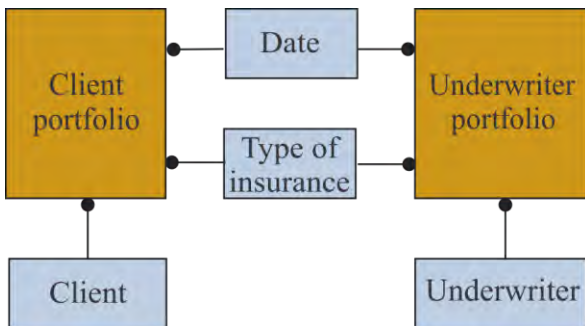 Date
Client
portfolio
Underwriter
portfolio
Type of
insurance
Client
Underwriter